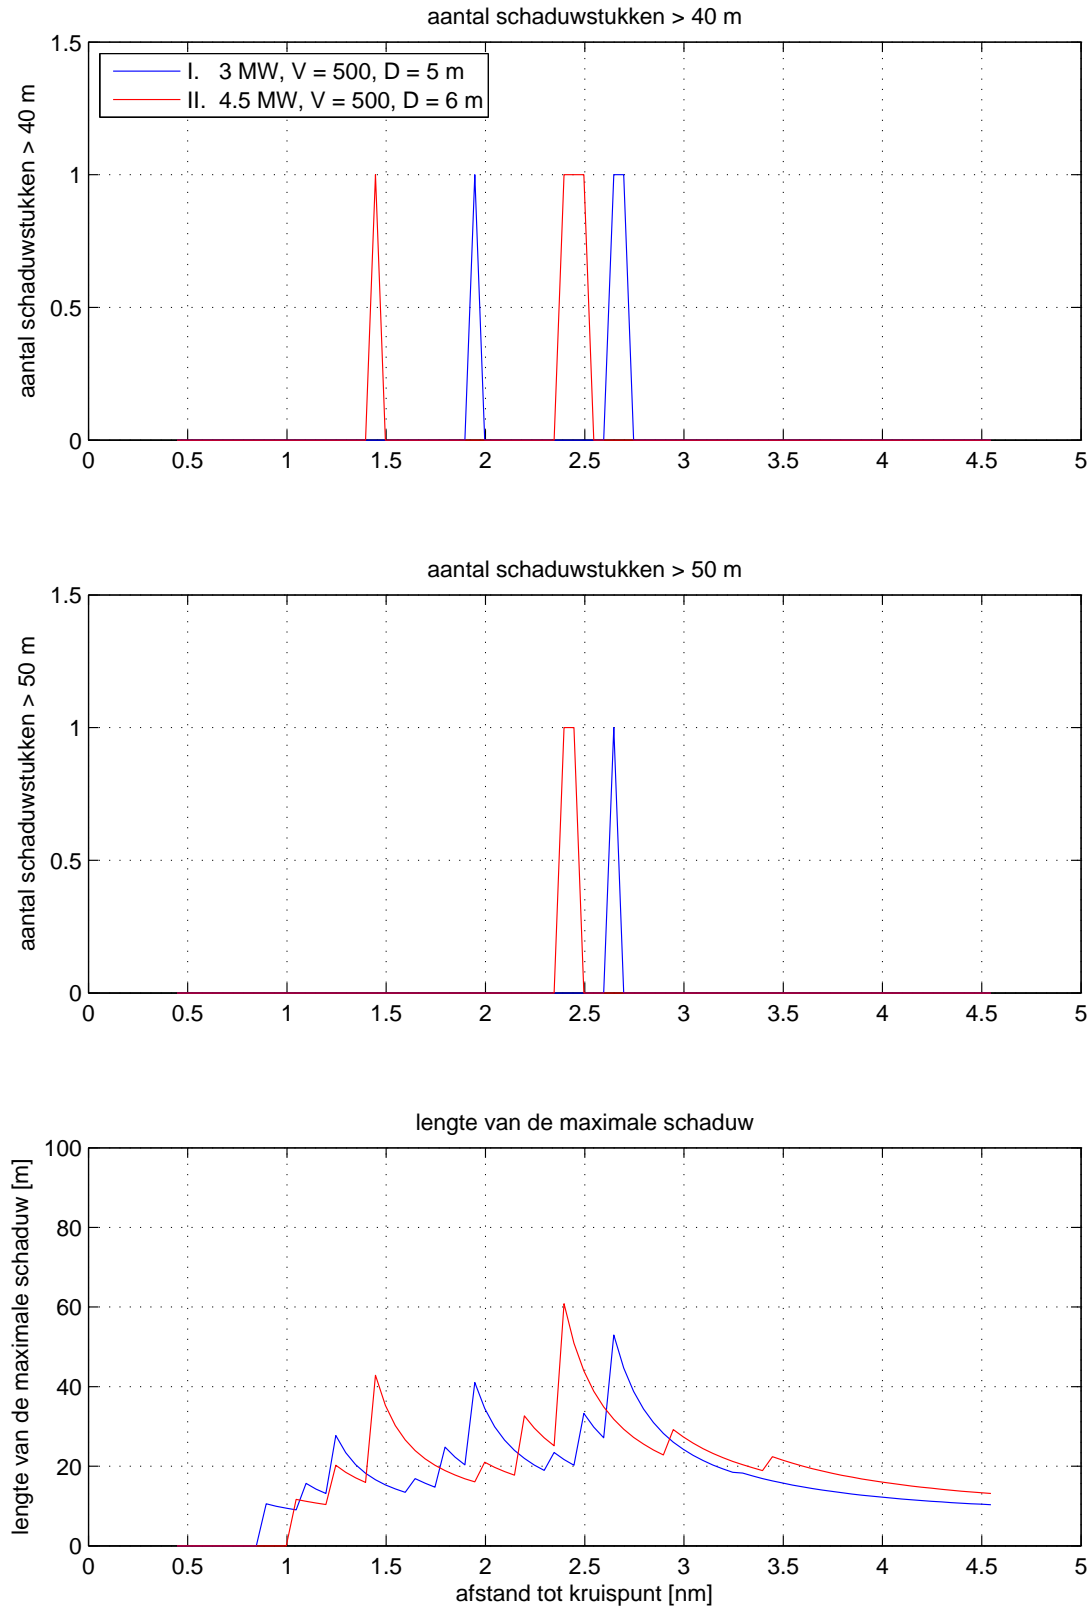 aantal schaduwstukken > 40 m
aantal schaduwstukken > 40 m
1.5
1
0.5
0
I. 3 MW, V = 500, D = 5 m
II. 4.5 MW, V = 500, D = 6 m
0 0.5 1 1.5 2 2.5 3 3.5 4 4.5 5
aantal schaduwstukken > 50 m
aantal schaduwstukken > 50 m
1.5
1
0.5
0
0 0.5 1 1.5 2 2.5 3 3.5 4 4.5 5
lengte van de maximale schaduw
lengte van de maximale schaduw [m]
100
80
60
40
20
0
0 0.5 1 1.5 2 2.5 3 3.5 4 4.5 5
afstand tot kruispunt [nm]